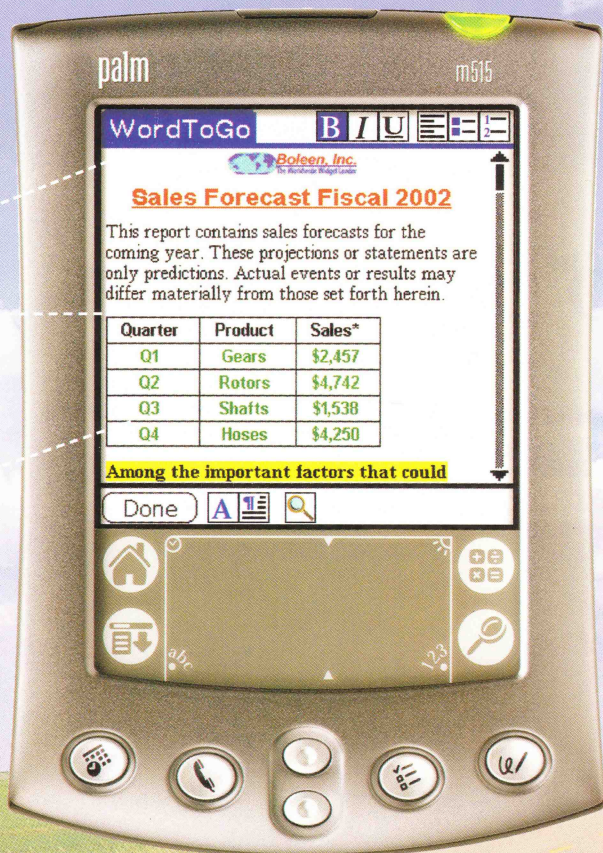 palm
m515
WordToGo B I U
1
2
Boleen, Inc.
The Worldwide Widget Leader
Sales Forecast Fiscal 2002
This report contains sales forecasts for the
coming year. These projections or statements are
only predictions. Actual events or results may
differ materially from those set forth herein.
Quarter Product Sales*
Q1 Gears $2,457
Q2 Rotors $4,742
Q3 Shafts $1,538
Q4 Hoses $4,250
Among the important factors that could
Done A ¶
abc
123